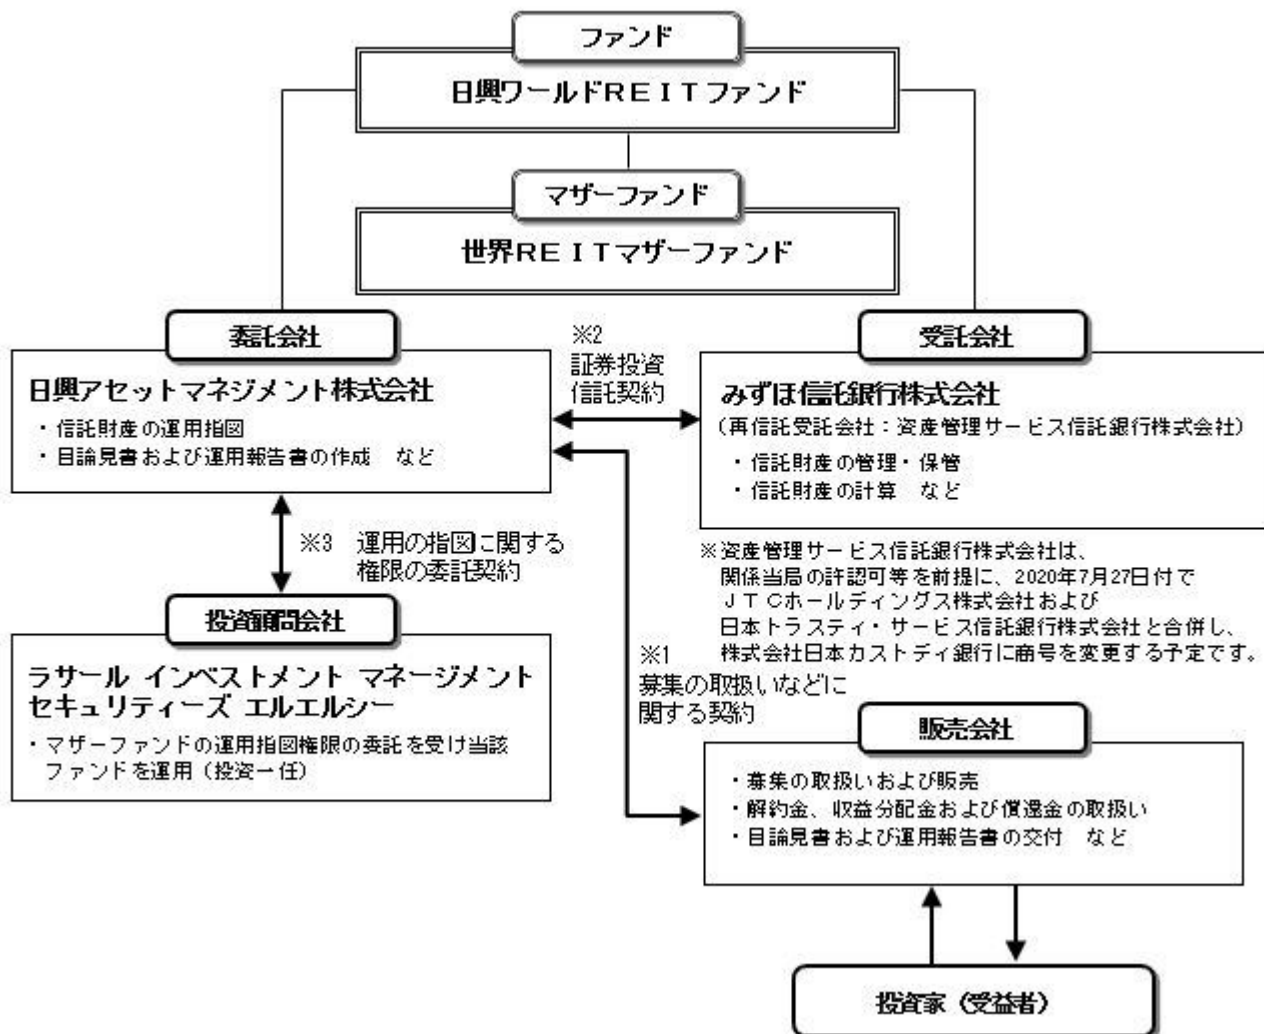 ファンド
日興ワールドREITファンド
マザーファンド
世界REITマザーファンド
委託会社
日興アセットマネジメント株式会社
・信託財産の運用指図
・目論見書および運用報告書の作成　など
※2
証券投資
信託契約
受託会社
みずほ信託銀行株式会社
（再信託受託会社：資産管理サービス信託銀行株式会社）
・信託財産の管理・保管
・信託財産の計算　など
※資産管理サービス信託銀行株式会社は、
関係当局の許認可等を前提に、2020年7月27日付で
ＪＴＣホールディングス株式会社および
日本トラスティ・サービス信託銀行株式会社と合併し、
株式会社日本カストディ銀行に商号を変更する予定です。
※3　運用の指図に関する
権限の委託契約
投資顧問会社
ラサール インベストメント マネージメント
セキュリティーズ エルエルシー
・マザーファンドの運用指図権限の委託を受け当該
ファンドを運用（投資一任）
※1
募集の取扱いなどに
関する契約
販売会社
・募集の取扱いおよび販売
・解約金、収益分配金および償還金の取扱い
・目論見書および運用報告書の交付　など
投資家（受益者）